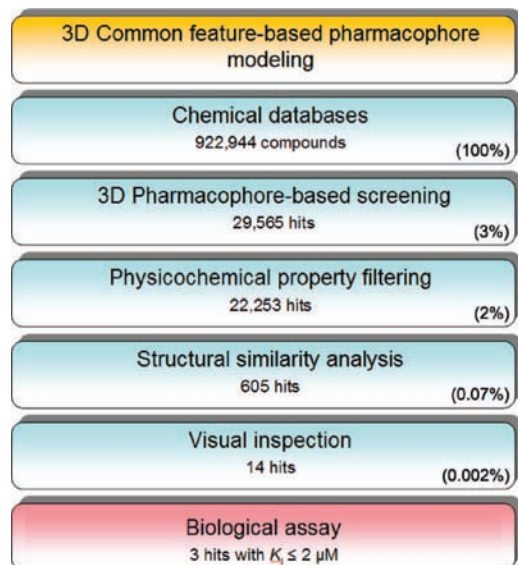 3D Common feature-based pharmacophore
modeling
Chemical databases
922,944 compounds
(100%)
3D Pharmacophore-based screening
29,565 hits
(3%)
Physicochemical property filtering
22,253 hits
(2%)
Structural similarity analysis
605 hits
(0.07%)
Visual inspection
14 hits
(0.002%)
Biological assay
3 hits with Ki ≤ 2 µM